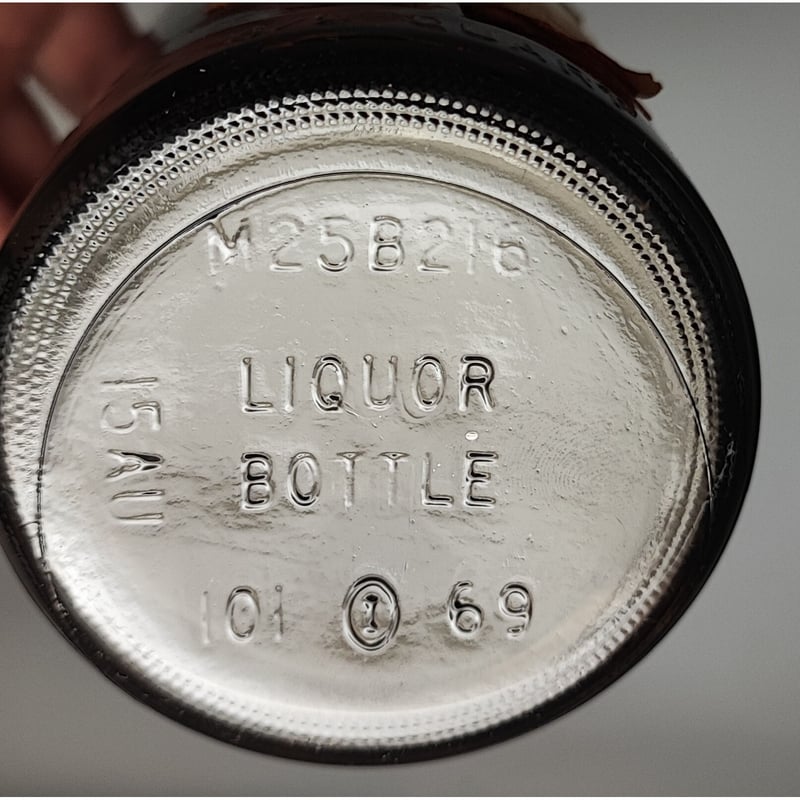 M25B216
LIQUOR
BOTTLE
101 I 69
15 AU